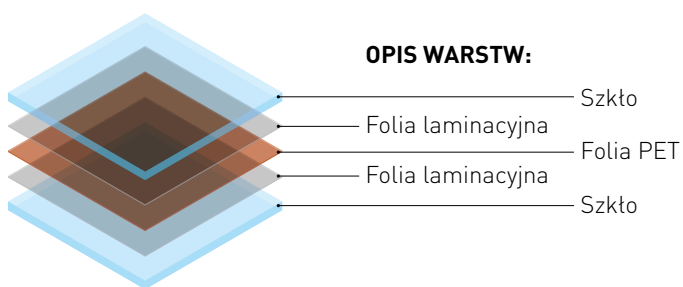 OPIS WARSTW:
Szkło
Folia laminacyjna
Folia PET
Folia laminacyjna
Szkło